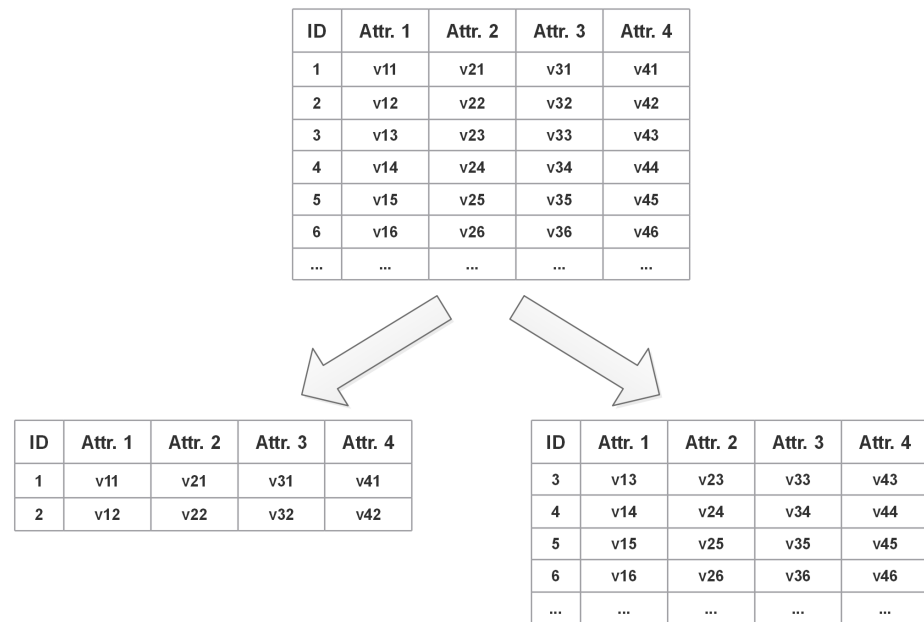 ID Attr. 1 Attr. 2 Attr. 3 Attr. 4
1 v11 v21 v31 v41
2 v12 v22 v32 v42
3 v13 v23 v33 v43
4 v14 v24 v34 v44
5 v15 v25 v35 v45
6 v16 v26 v36 v46
... ... ... ... ...
ID Attr. 1 Attr. 2 Attr. 3 Attr. 4
1 v11 v21 v31 v41
2 v12 v22 v32 v42
ID Attr. 1 Attr. 2 Attr. 3 Attr. 4
3 v13 v23 v33 v43
4 v14 v24 v34 v44
5 v15 v25 v35 v45
6 v16 v26 v36 v46
... ... ... ... ...